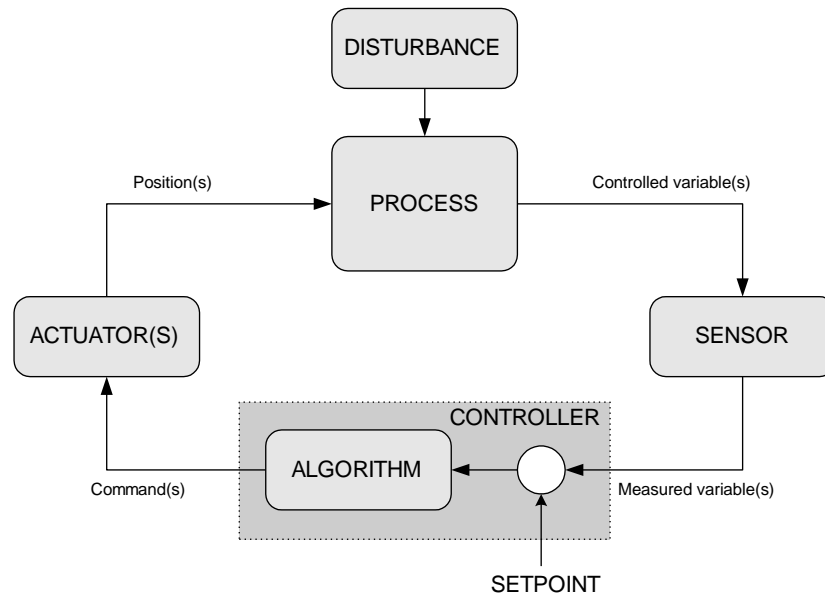 DISTURBANCE
Position(s)
PROCESS
Controlled variable(s)
ACTUATOR(S)
SENSOR
CONTROLLER
ALGORITHM
Command(s)
Measured variable(s)
SETPOINT